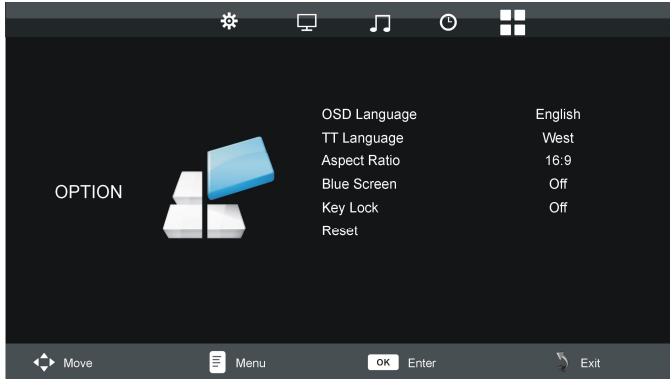 OSD Language English
TT Language West
Aspect Ratio 16:9
OPTION
Blue Screen Off
Key Lock Off
Reset
Move Menu OK Enter Exit